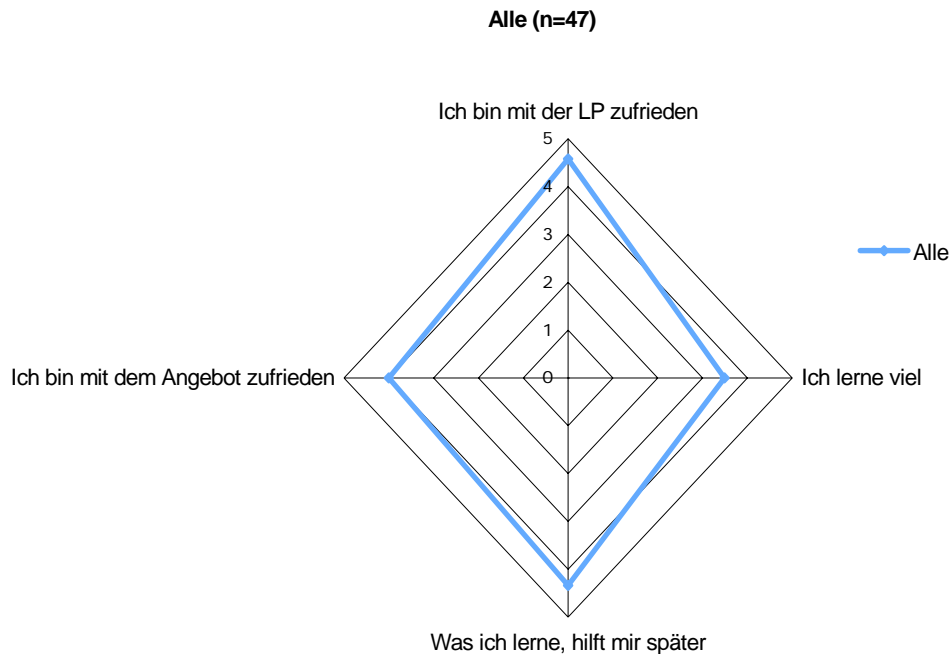 Alle (n=47)
Ich bin mit der LP zufrieden
5
4
3
2
1
0
Alle
Ich bin mit dem Angebot zufrieden
Ich lerne viel
Was ich lerne, hilft mir später